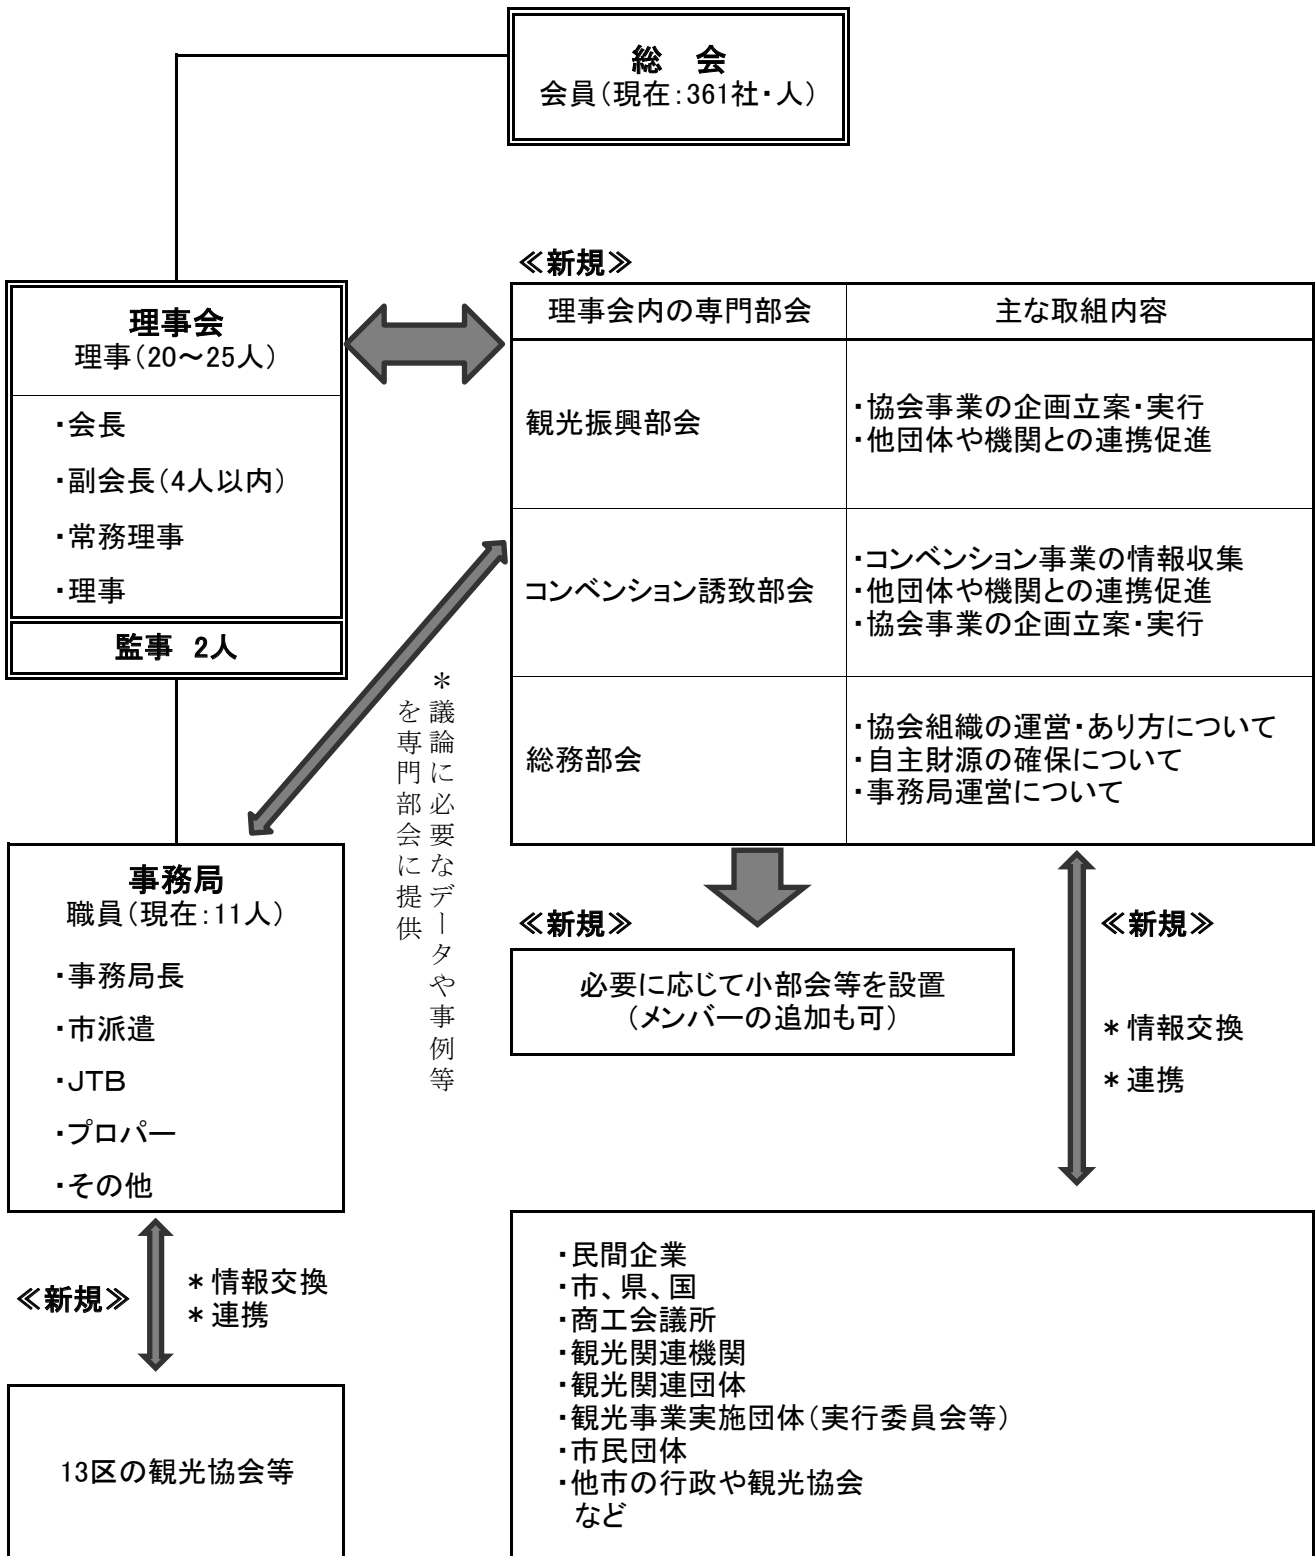 総　会
会員(現在:361社・人)
≪新規≫
理事会
理事(20～25人)
・会長
・副会長(4人以内)
・常務理事
・理事
監事　2人
理事会内の専門部会
主な取組内容
観光振興部会
・協会事業の企画立案・実行
・他団体や機関との連携促進
コンベンション誘致部会
・コンベンション事業の情報収集
・他団体や機関との連携促進
・協会事業の企画立案・実行
総務部会
・協会組織の運営・あり方について
・自主財源の確保について
・事務局運営について
＊議論に必要なデータや事例等
を専門部会に提供
事務局
職員(現在:11人)
・事務局長
・市派遣
・JTB
・プロパー
・その他
≪新規≫
必要に応じて小部会等を設置
(メンバーの追加も可)
≪新規≫
＊情報交換
＊連携
≪新規≫
＊情報交換
＊連携
13区の観光協会等
・民間企業
・市、県、国
・商工会議所
・観光関連機関
・観光関連団体
・観光事業実施団体(実行委員会等)
・市民団体
・他市の行政や観光協会
など